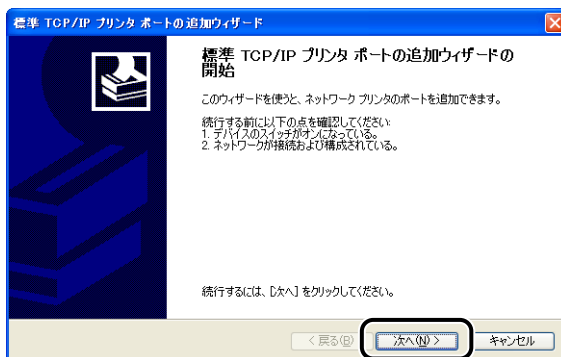 標準 TCP/IP プリンタ ポートの追加ウィザード
標準 TCP/IP プリンタ ポートの追加ウィザードの
開始
このウィザードを使うと、ネットワーク プリンタのポートを追加できます。
続行する前に以下の点を確認してください:
1. デバイスのスイッチがオンになっている。
2. ネットワークが接続および構成されている。
続行するには、[次へ] をクリックしてください。
< 戻る(B) 次へ(N) > キャンセル